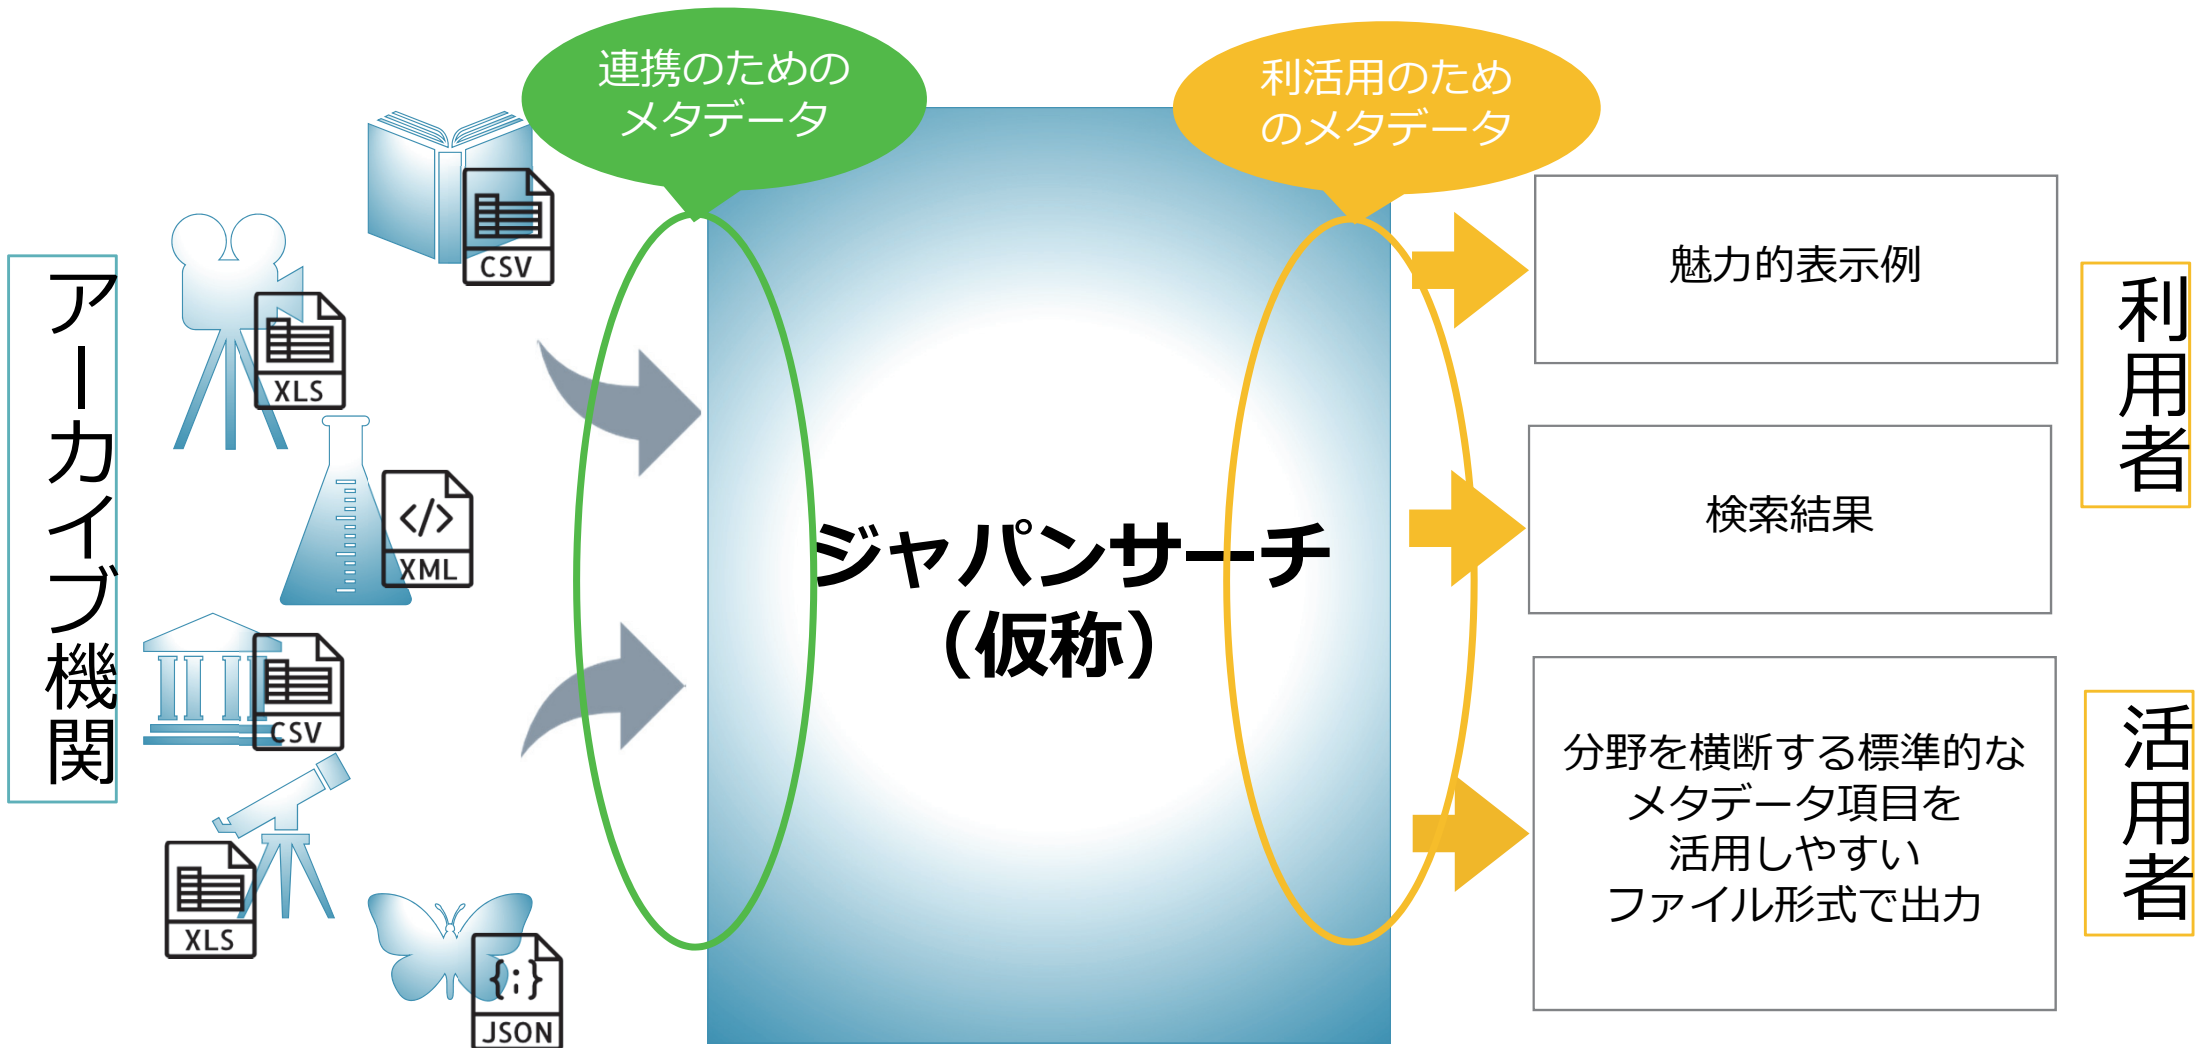 連携のための
メタデータ
利活用のため
のメタデータ
アーカイブ機関
CSV
XLS
XML
CSV
XLS
JSON
ジャパンサーチ
（仮称）
魅力的表示例
検索結果
分野を横断する標準的な
メタデータ項目を
活用しやすい
ファイル形式で出力
利用者
活用者